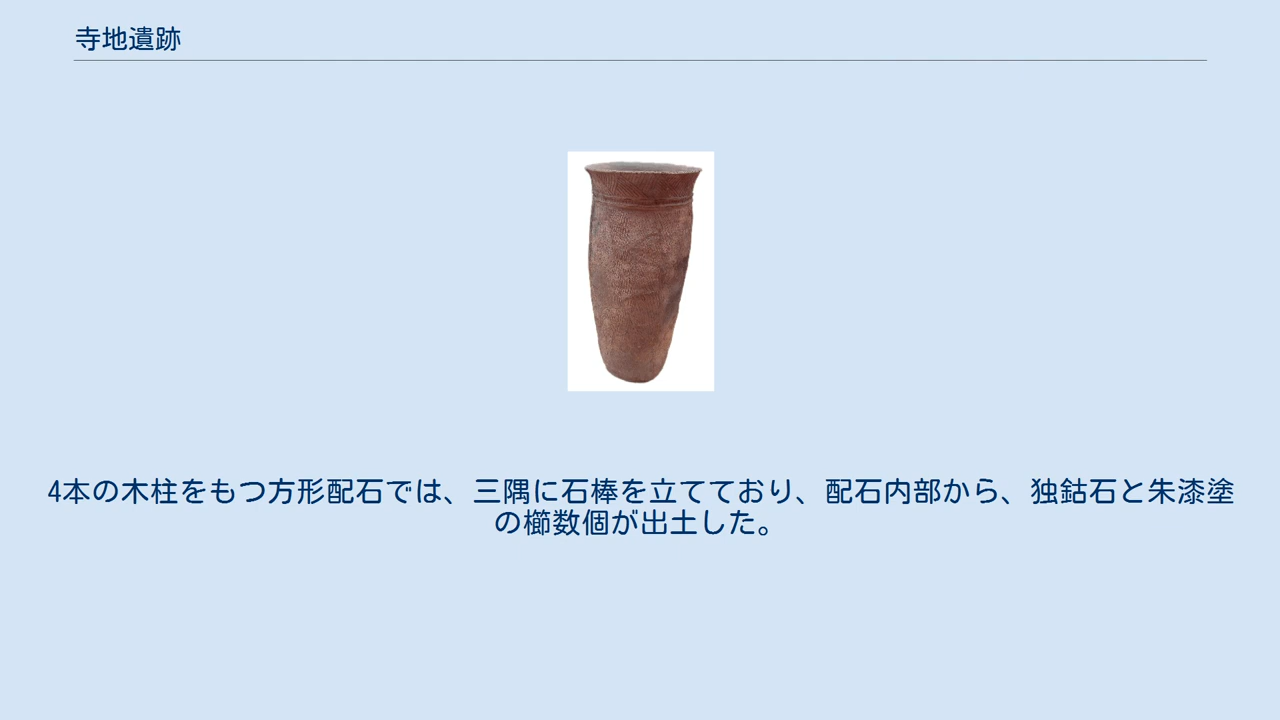 寺地遺跡
4本の木柱をもつ方形配石では、三隅に石棒を立てており、配石内部から、独鈷石と朱漆塗
の櫛数個が出土した。